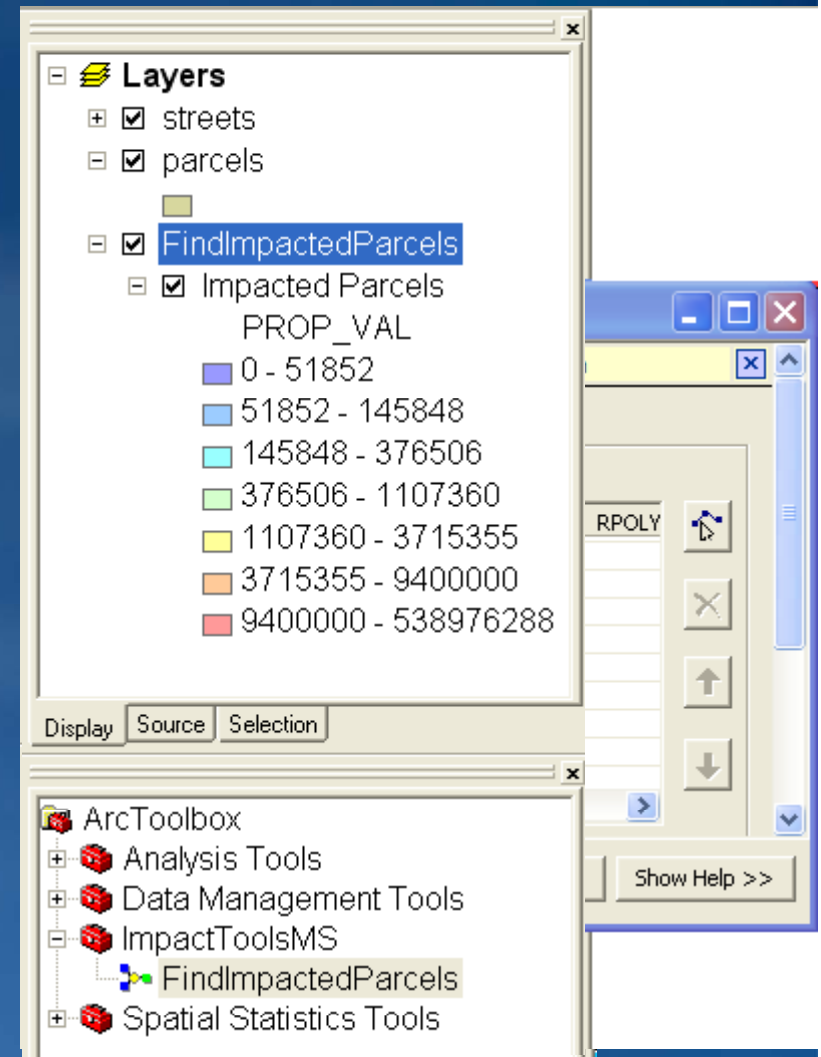 Layers
streets
parcels
FindImpactedParcels
Impacted Parcels
PROP_VAL
0 - 51852
51852 - 145848
145848 - 376506
376506 - 1107360
1107360 - 3715355
3715355 - 9400000
9400000 - 538976288
Display Source Selection
RPOLY
Show Help >>
ArcToolbox
Analysis Tools
Data Management Tools
ImpactToolsMS
FindImpactedParcels
Spatial Statistics Tools